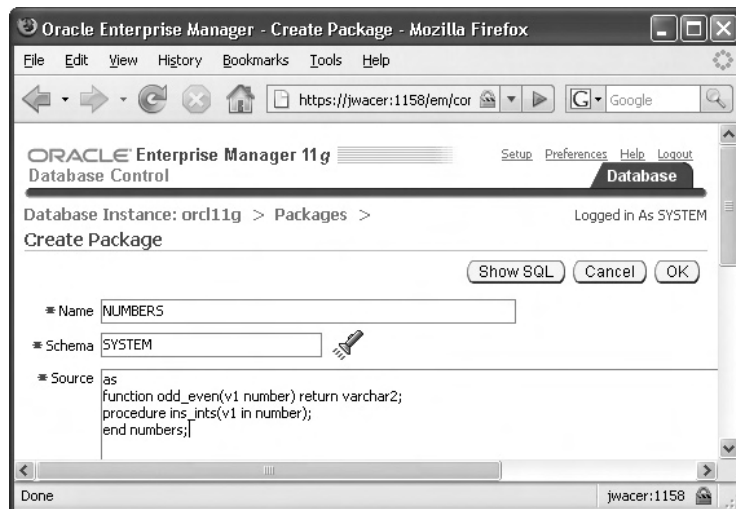 Oracle Enterprise Manager - Create Package - Mozilla Firefox
File Edit View History Bookmarks Tools Help
https://jwacer:1158/em/cor G Google
ORACLE Enterprise Manager 11g Setup Preferences Help Logout
Database Control Database
Database Instance: orcl11g > Packages > Logged in As SYSTEM
Create Package
Show SQL Cancel OK
* Name NUMBERS
* Schema SYSTEM
* Source as
function odd_even(v1 number) return varchar2;
procedure ins_ints(v1 in number);
end numbers;
Done jwacer:1158